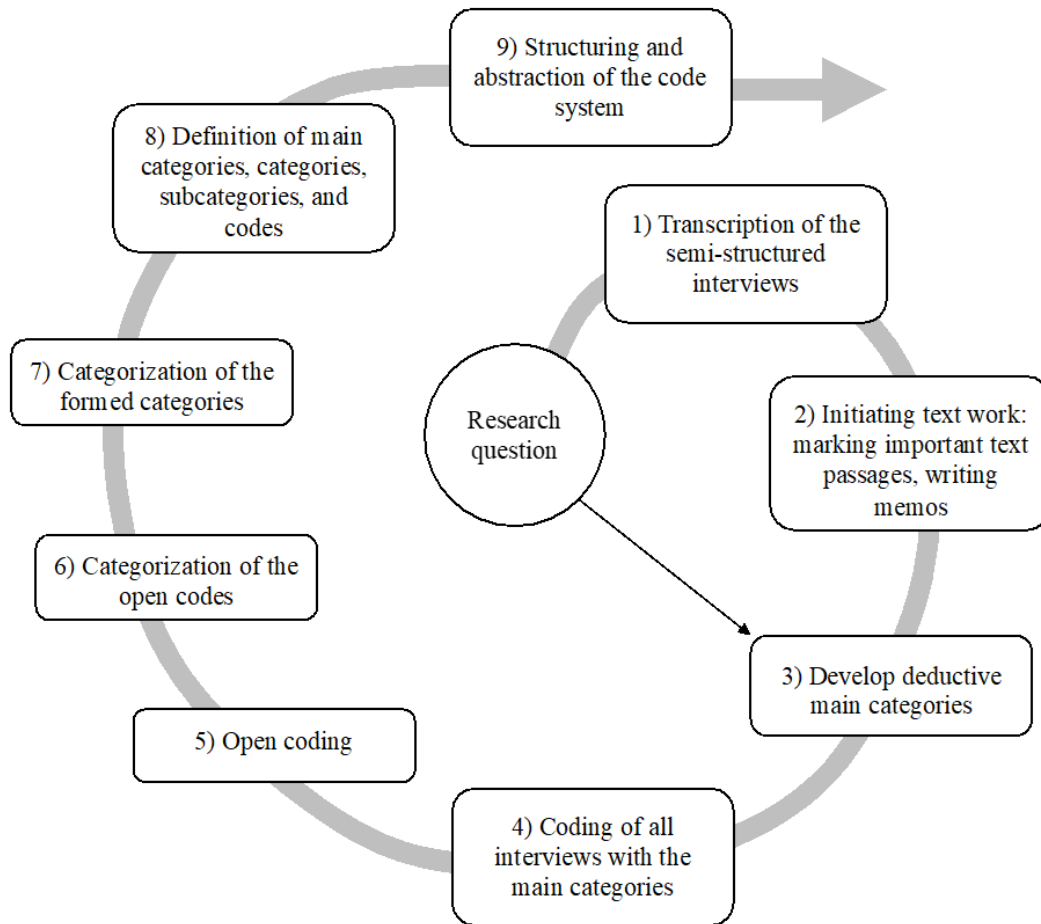 9) Structuring and
abstraction of the code
system
8) Definition of main
categories, categories,
subcategories, and
codes
1) Transcription of the
semi-structured
interviews
7) Categorization of the
formed categories
Research
question
2) Initiating text work:
marking important text
passages, writing
memos
6) Categorization of the
open codes
3) Develop deductive
main categories
5) Open coding
4) Coding of all
interviews with the
main categories